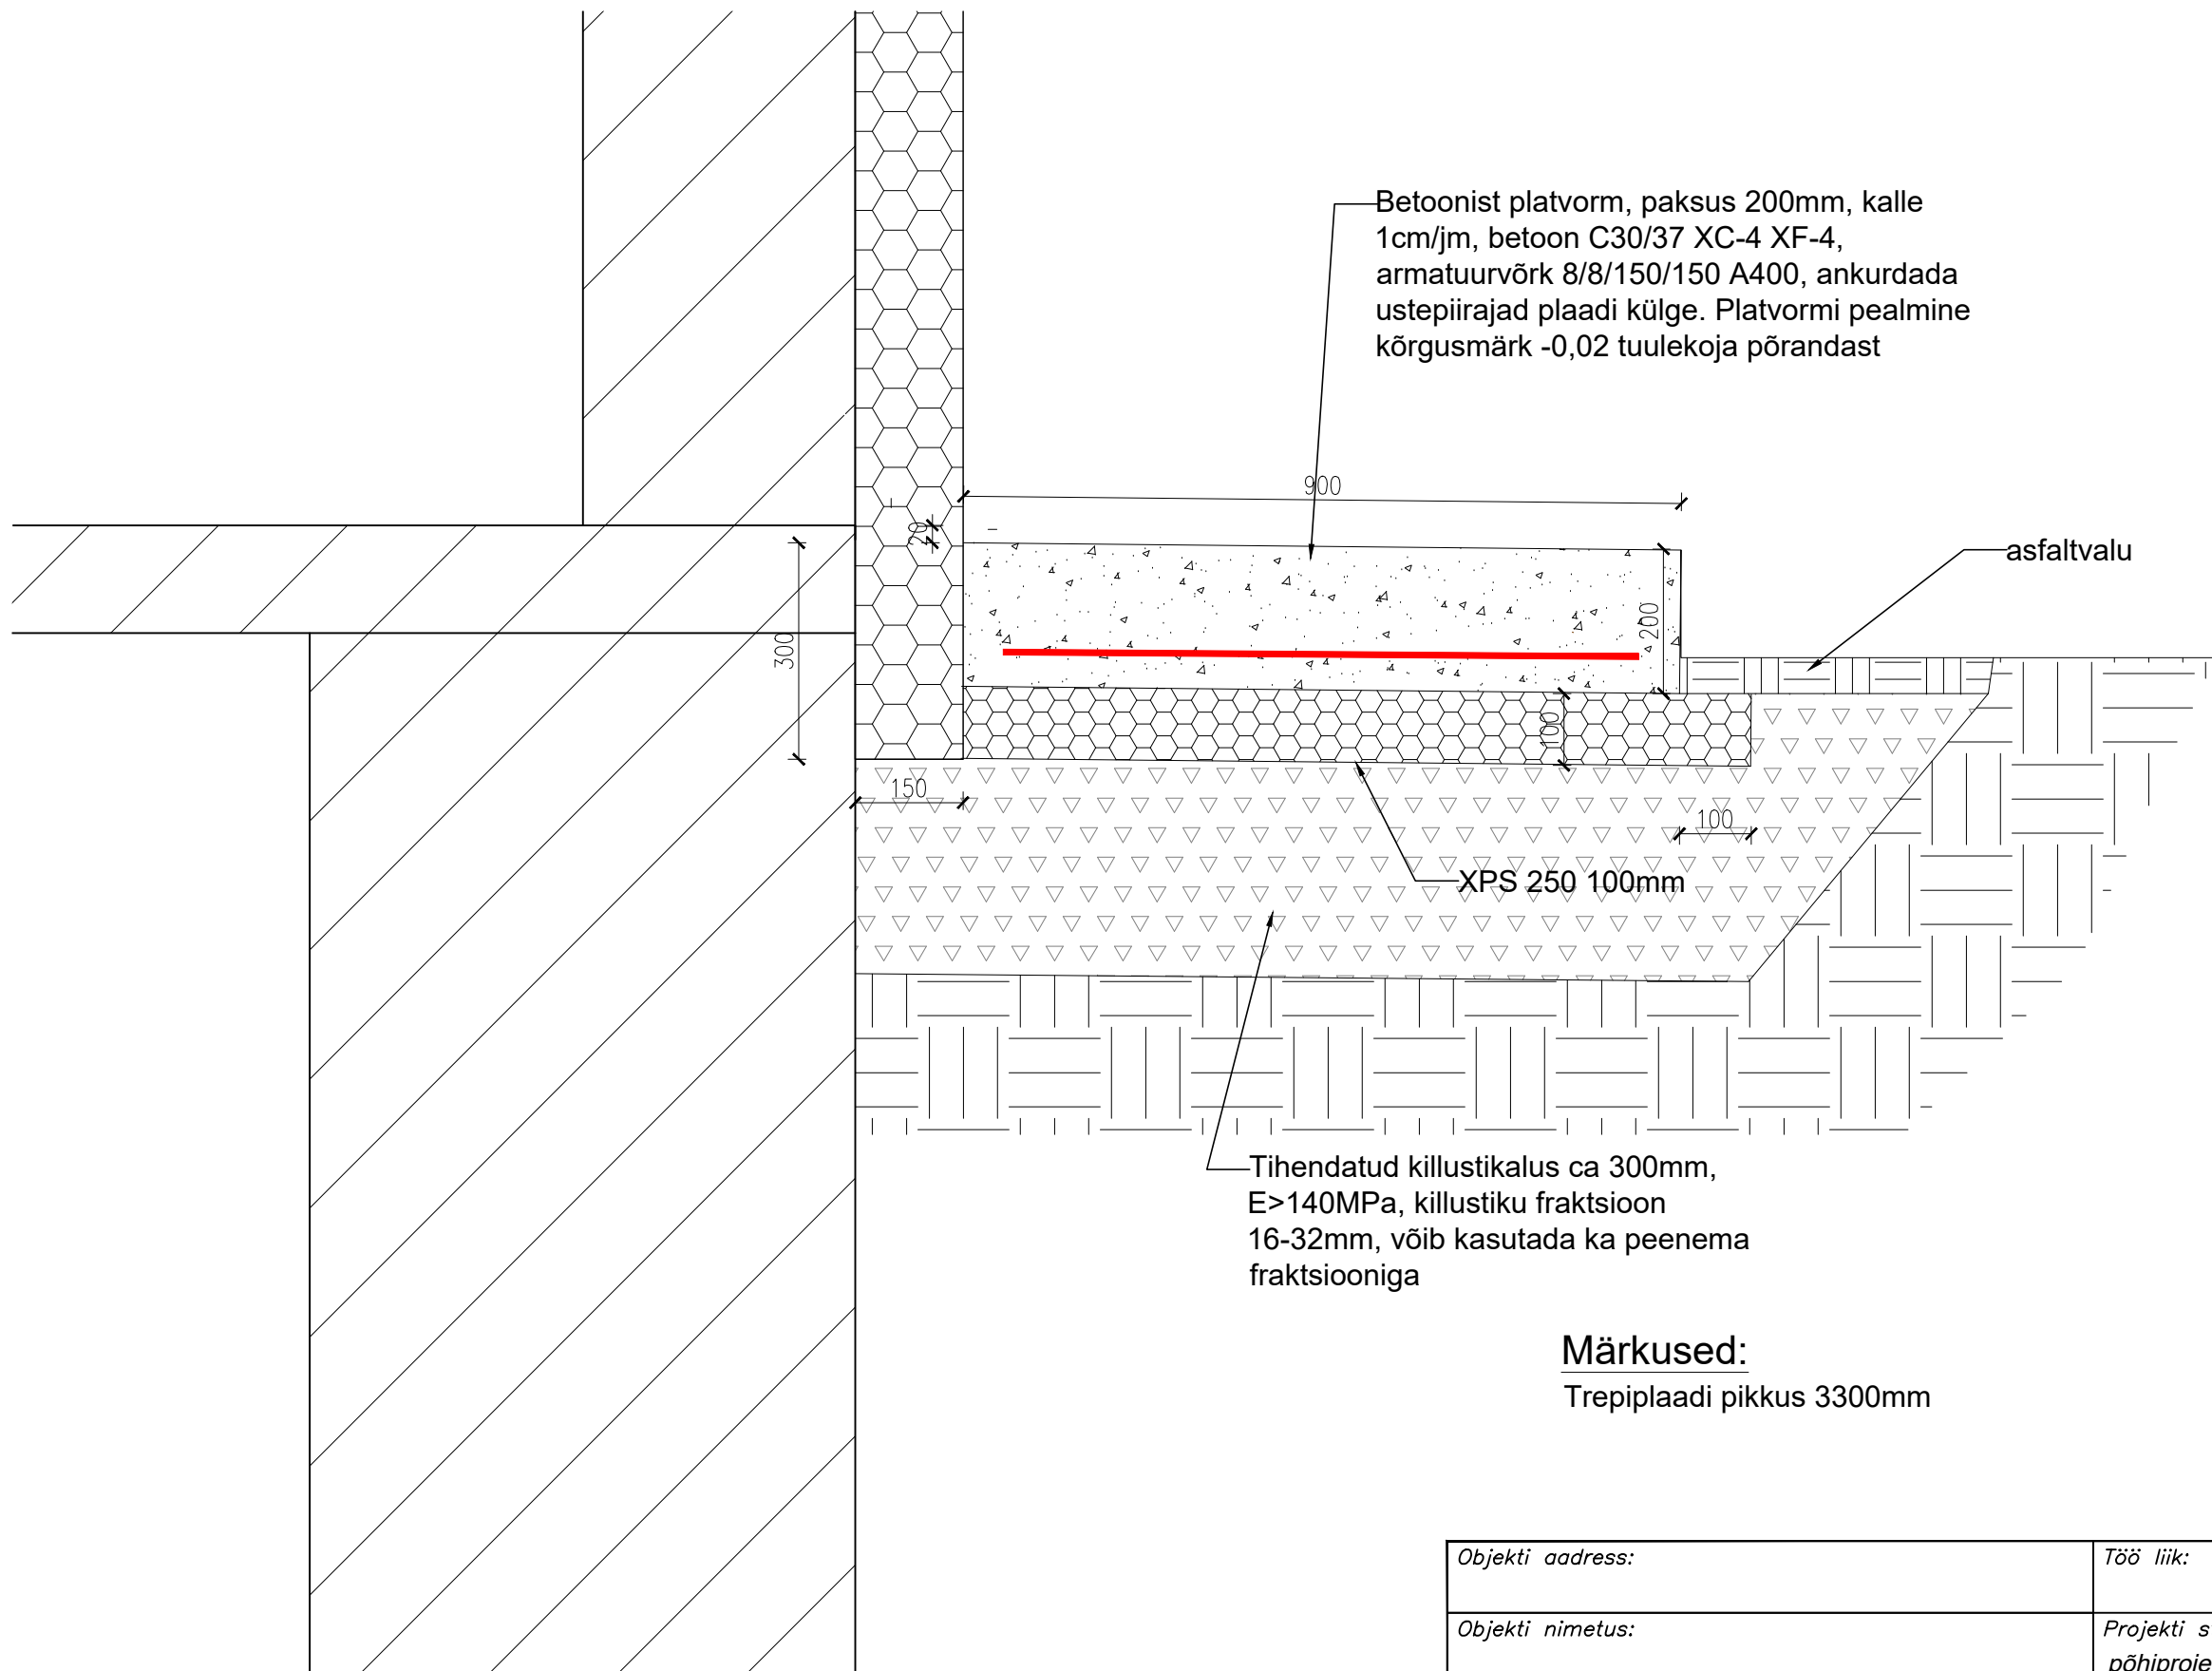 Betoonist platvorm, paksus 200mm, kalle
1cm/jm, betoon C30/37 XC-4 XF-4,
armatuurvõrk 8/8/150/150 A400, ankurdada
ustepiirajad plaadi külge. Platvormi pealmine
kõrgusmärk -0,02 tuulekoja põrandast
900
20
asfaltvalu
200
300
100
150
100
XPS 250 100mm
Tihendatud killustikalus ca 300mm,
E>140MPa, killustiku fraktsioon
16-32mm, võib kasutada ka peenema
fraktsiooniga
Märkused:
Trepiplaadi pikkus 3300mm
Objekti aadress:
Töö liik:
Objekti nimetus:
Projekti s
põhiproje